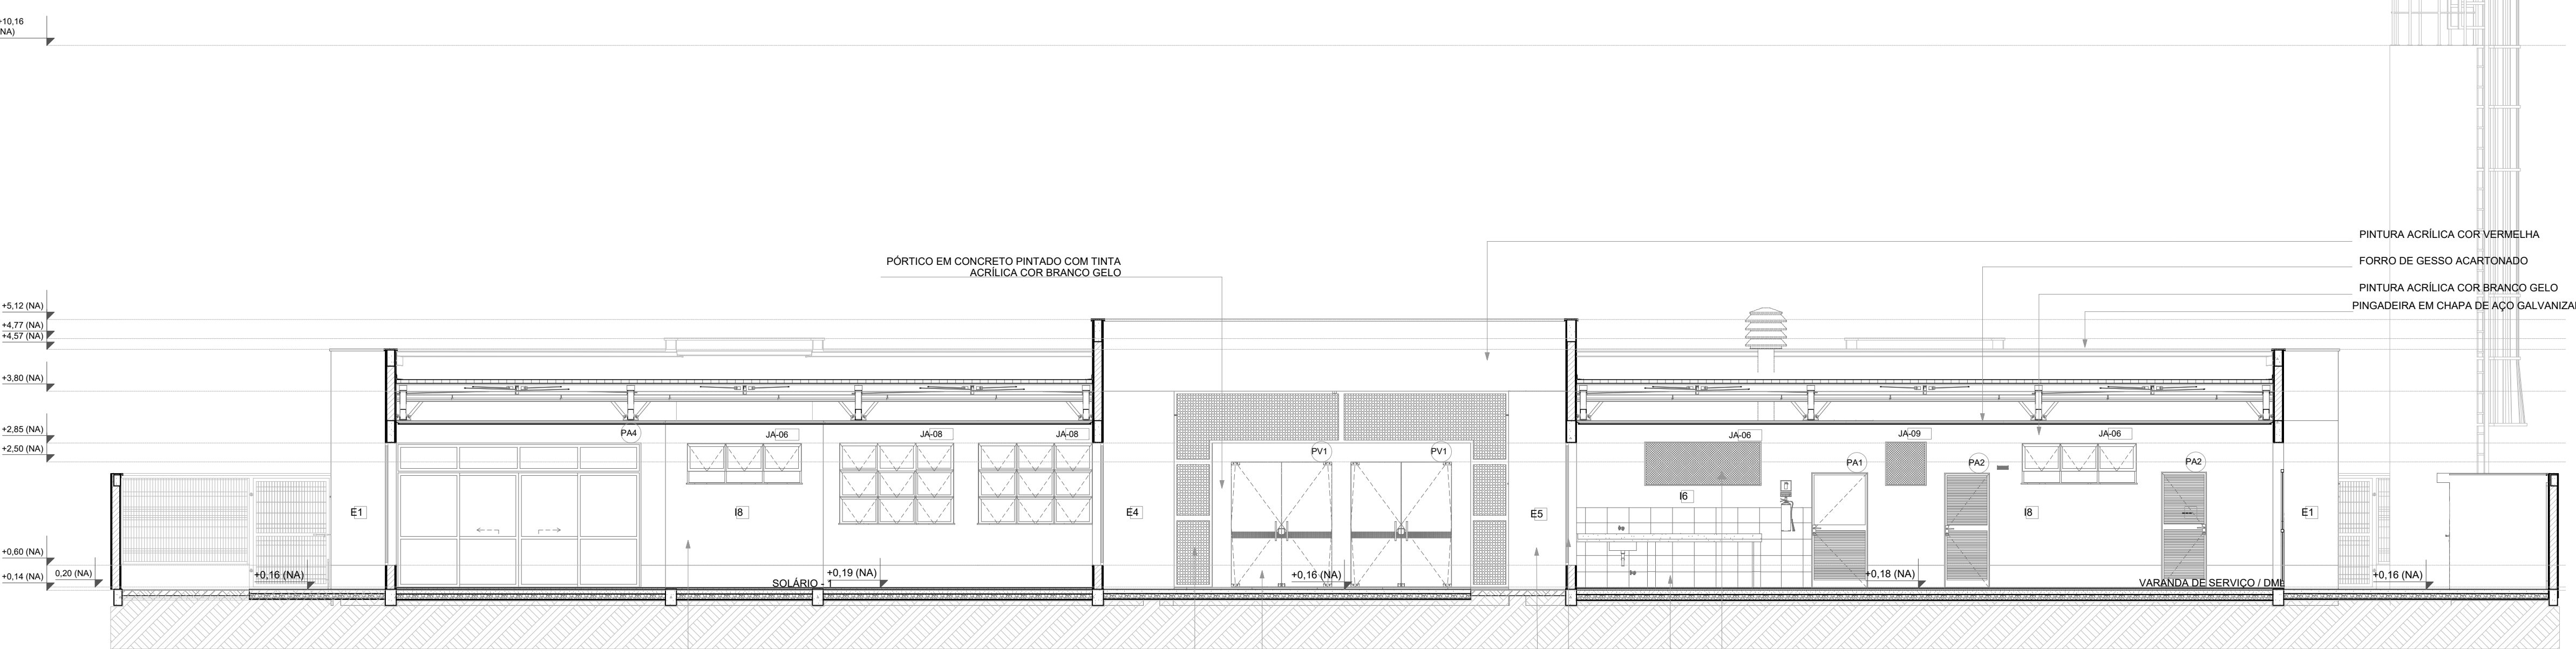 +10,16
(NA)
PINTURA ACRÍLICA COR VERMELHA
PÓRTICO EM CONCRETO PINTADO COM TINTA
ACRÍLICA COR BRANCO GELO
FORRO DE GESSO ACARTONADO
PINTURA ACRÍLICA COR BRANCO GELO
PINGADEIRA EM CHAPA DE AÇO GALVANIZA
+5,12 (NA)
+4,77 (NA)
+4,57 (NA)
+3,80 (NA)
+2,85 (NA)
+2,50 (NA)
+0,60 (NA)
+0,14 (NA)
0,20 (NA)
PA4
JA-06
JA-08
JA-08
PV1
PV1
JA-06
JA-09
JA-06
PA1
PA2
PA2
E1
I8
E4
E5
I6
I8
E1
+0,16 (NA)
SOLÁRIO - 1
+0,19 (NA)
+0,16 (NA)
+0,18 (NA)
VARANDA DE SERVIÇO / DML
+0,16 (NA)